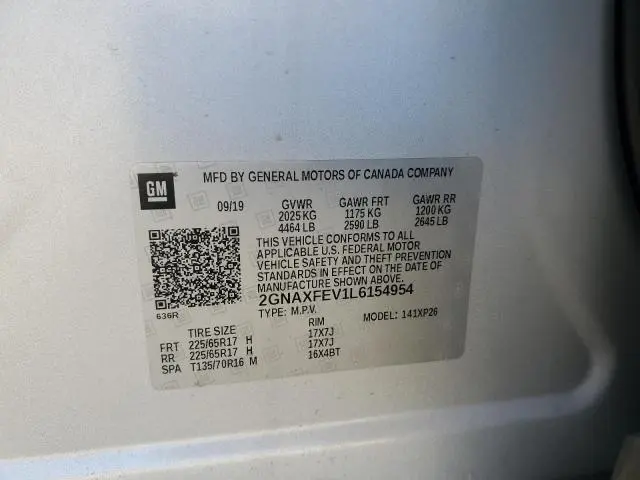 GM
MFD BY GENERAL MOTORS OF CANADA COMPANY
09/19 GVWR GAWR FRT GAWR RR
2025 KG 1175 KG 1200 KG
4464 LB 2590 LB 2645 LB
THIS VEHICLE CONFORMS TO ALL
APPLICABLE U.S. FEDERAL MOTOR
VEHICLE SAFETY AND THEFT PREVENTION
STANDARDS IN EFFECT ON THE DATE OF
MANUFACTURE SHOWN ABOVE.
2GNAXFEV1L6154954
636R
TYPE: M.P.V. MODEL: 141XP26
TIRE SIZE RIM
FRT 225/65R17 H 17X7J
RR 225/65R17 H 17X7J
SPA T135/70R16 M 16X4BT